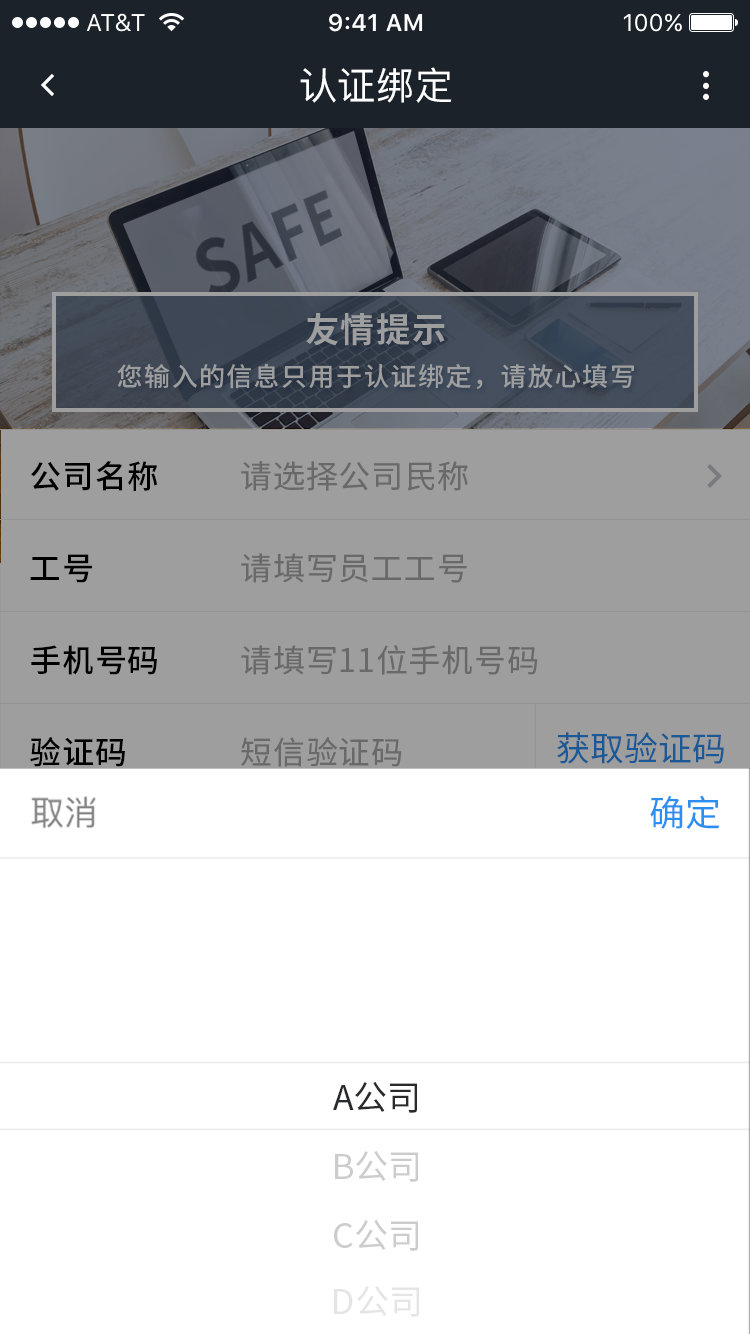 ●●●●● AT&T 9:41 AM 100%
认证绑定
SAFE
友情提示
您输入的信息只用于认证绑定，请放心填写
公司名称 请选择公司民称
工号 请填写员工工号
手机号码 请填写11位手机号码
验证码 短信验证码 获取验证码
取消 确定
A公司
B公司
C公司
D公司